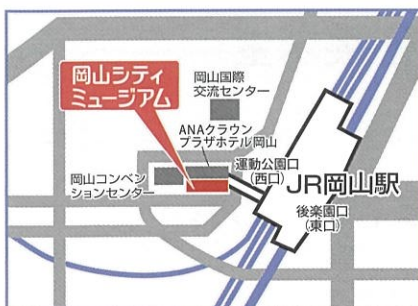 岡山シティ
ミュージアム
岡山国際
交流センター
ANAクラウン
プラザホテル岡山
岡山コンベン
ションセンター
運動公園口
(西口)
JR岡山駅
後楽園口
(東口)